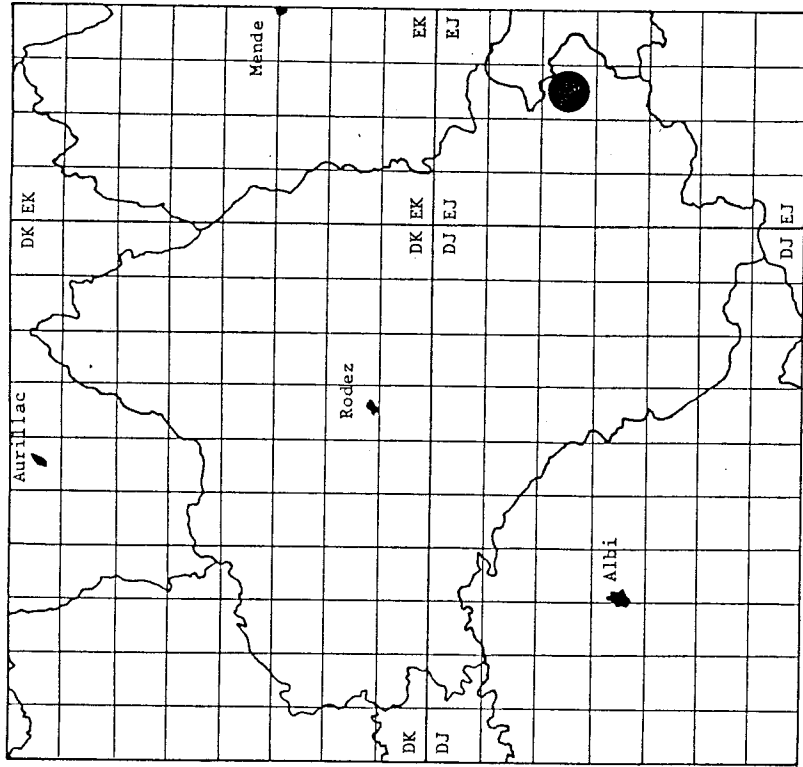 Aurillac
DK EK
Mende
EK
EJ
Rodez
DK EK
DJ EJ
DK
DJ
Albi
DJ EJ